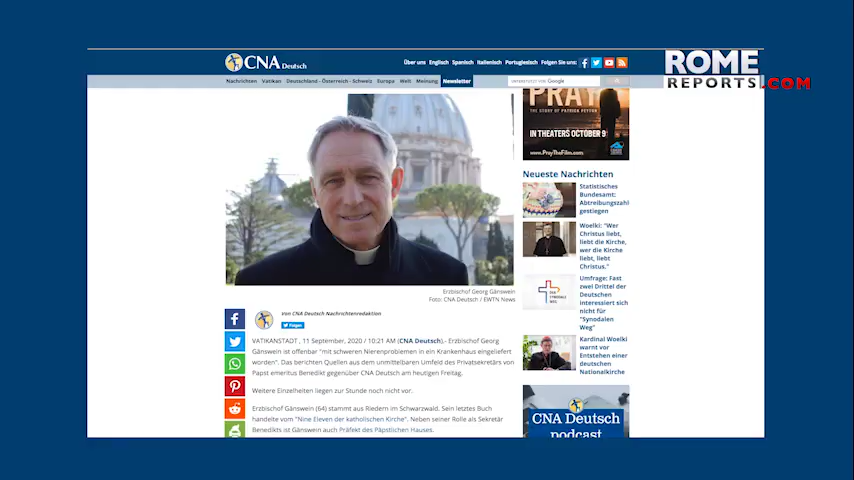 ROME
REPORTS.COM
CNA Deutsch
Über uns Englisch Spanisch Italienisch Portugiesisch Folgen Sie uns:
Nachrichten Vatikan Deutschland - Österreich - Schweiz Europa Welt Meinung Newsletter
Google
PRAY
THE STORY OF PATRICK PEYTON
IN THEATERS OCTOBER 9
www.PrayTheFilm.com
Erzbischof Georg Gänswein
Foto: CNA Deutsch / EWTN News
Von CNA Deutsch Nachrichtenredaktion
Folgen
VATIKANSTADT , 11 September, 2020 / 10:21 AM (CNA Deutsch).- Erzbischof Georg
Gänswein ist offenbar "mit schweren Nierenproblemen in ein Krankenhaus eingeliefert
worden". Das berichten Quellen aus dem unmittelbaren Umfeld des Privatsekretärs von
Papst emeritus Benedikt gegenüber CNA Deutsch am heutigen Freitag.
Weitere Einzelheiten liegen zur Stunde noch nicht vor.
Erzbischof Gänswein (64) stammt aus Riedern im Schwarzwald. Sein letztes Buch
handelte vom "Nine Eleven der katholischen Kirche". Neben seiner Rolle als Sekretär
Benedikts ist Gänswein auch Präfekt des Päpstlichen Hauses.
Neueste Nachrichten
Statistisches
Bundesamt:
Abtreibungszahl
gestiegen
Woelki: "Wer
Christus liebt,
liebt die Kirche,
wer die Kirche
liebt, liebt
Christus."
Umfrage: Fast
zwei Drittel der
Deutschen
interessiert sich
nicht für
"Synodalen
Weg"
DER
SYNODALE
WEG
Kardinal Woelki
warnt vor
Entstehen einer
deutschen
Nationalkirche
CNA Deutsch
podcast